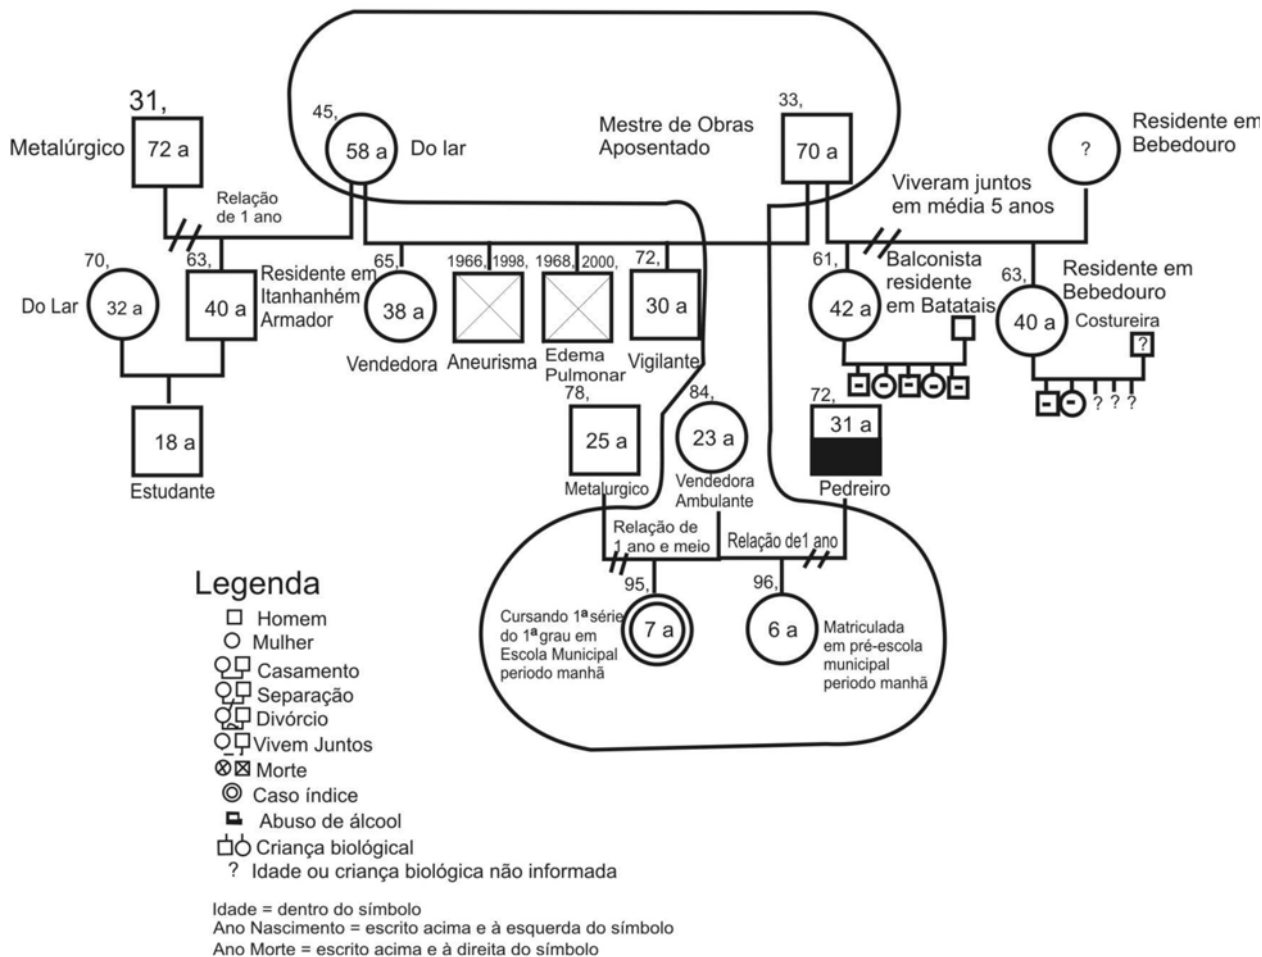 31,
Metalúrgico
72 a
45,
58 a
Do lar
33,
Mestre de Obras
Aposentado
70 a
?
Residente em
Bebedouro
Relação
de 1 ano
Viveram juntos
em média 5 anos
70,
Do Lar
32 a
63,
40 a
Residente em
Itanhanhém
Armador
65,
38 a
Vendedora
1966, 1998,
Aneurisma
1968, 2000,
Edema
Pulmonar
72,
30 a
Vigilante
61,
42 a
Balconista
residente
em Batatais
63,
40 a
Residente em
Bebedouro
Costureira
?
? ? ?
18 a
Estudante
78,
25 a
Metalurgico
84,
23 a
Vendedora
Ambulante
72,
31 a
Pedreiro
Relação de
1 ano e meio
Relação de1 ano
95,
7 a
Cursando 1ª série
do 1ª grau em
Escola Municipal
periodo manhã
96,
6 a
Matriculada
em pré-escola
municipal
periodo manhã
Legenda
Homem
Mulher
Casamento
Separação
Divórcio
Vivem Juntos
Morte
Caso índice
Abuso de álcool
Criança biológical
? Idade ou criança biológica não informada
Idade = dentro do símbolo
Ano Nascimento = escrito acima e à esquerda do símbolo
Ano Morte = escrito acima e à direita do símbolo